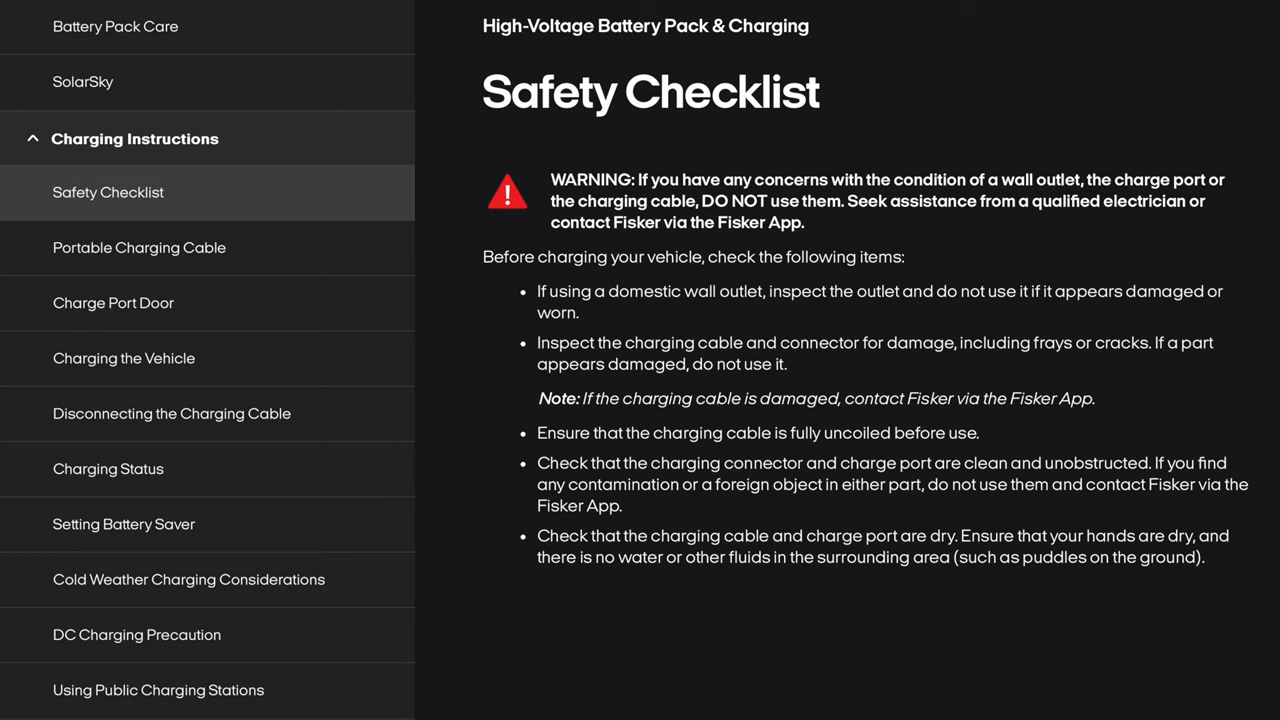 Battery Pack Care
SolarSky
Charging Instructions
Safety Checklist
Portable Charging Cable
Charge Port Door
Charging the Vehicle
Disconnecting the Charging Cable
Charging Status
Setting Battery Saver
Cold Weather Charging Considerations
DC Charging Precaution
Using Public Charging Stations
High-Voltage Battery Pack & Charging
Safety Checklist
WARNING: If you have any concerns with the condition of a wall outlet, the charge port or
the charging cable, DO NOT use them. Seek assistance from a qualified electrician or
contact Fisker via the Fisker App.
Before charging your vehicle, check the following items:
• If using a domestic wall outlet, inspect the outlet and do not use it if it appears damaged or
worn.
• Inspect the charging cable and connector for damage, including frays or cracks. If a part
appears damaged, do not use it.
Note: If the charging cable is damaged, contact Fisker via the Fisker App.
• Ensure that the charging cable is fully uncoiled before use.
• Check that the charging connector and charge port are clean and unobstructed. If you find
any contamination or a foreign object in either part, do not use them and contact Fisker via the
Fisker App.
• Check that the charging cable and charge port are dry. Ensure that your hands are dry, and
there is no water or other fluids in the surrounding area (such as puddles on the ground).